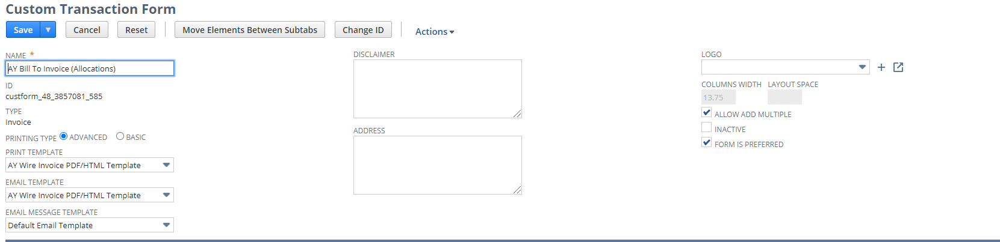 Custom Transaction Form
Save Cancel Reset Move Elements Between Subtabs Change ID Actions
NAME *
AY Bill To Invoice (Allocations)
ID
custform_48_3857081_585
TYPE
Invoice
PRINTING TYPE ADVANCED BASIC
PRINT TEMPLATE
AY Wire Invoice PDF/HTML Template
EMAIL TEMPLATE
AY Wire Invoice PDF/HTML Template
EMAIL MESSAGE TEMPLATE
Default Email Template
DISCLAIMER
ADDRESS
LOGO
COLUMNS WIDTH LAYOUT SPACE
13.75
ALLOW ADD MULTIPLE
INACTIVE
FORM IS PREFERRED